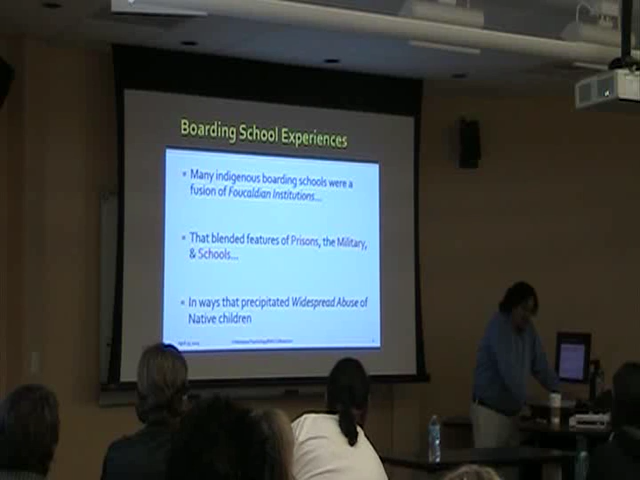 Boarding School Experiences
Many indigenous boarding schools were a
fusion of Foucaldian Institutions...
That blended features of Prisons, the Military,
& Schools...
In ways that precipitated Widespread Abuse of
Native children